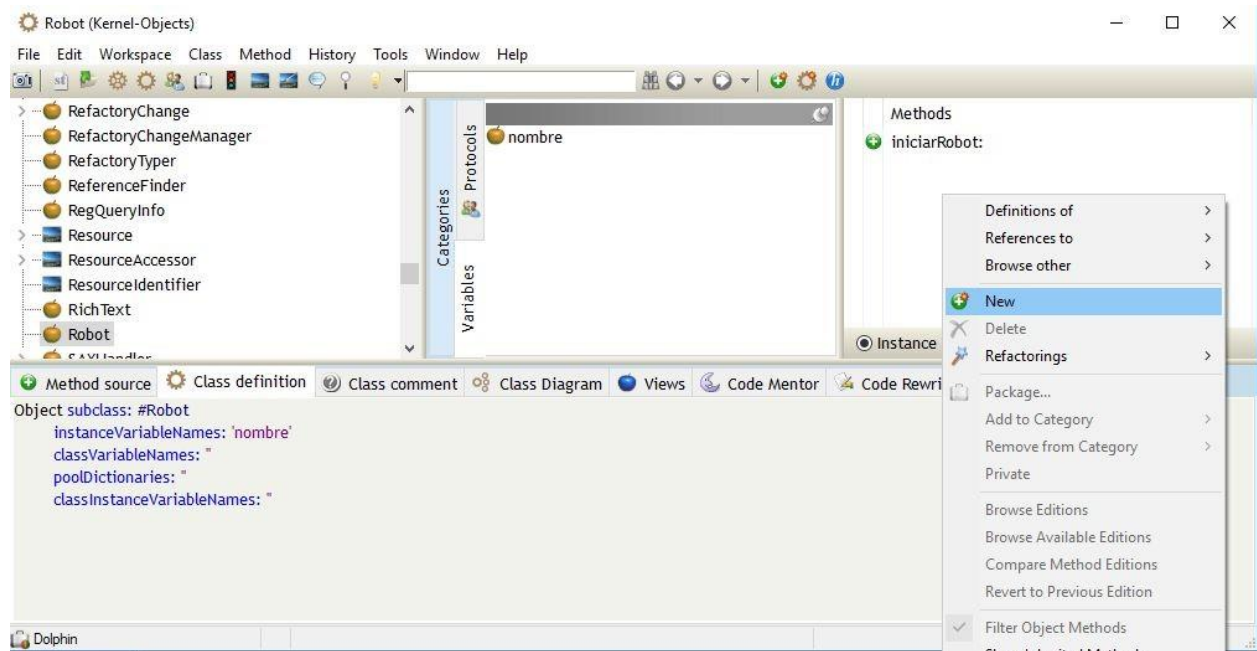 Robot (Kernel-Objects)
File Edit Workspace Class Method History Tools Window Help
RefactoryChange
RefactoryChangeManager
RefactoryTyper
ReferenceFinder
RegQueryInfo
Resource
ResourceAccessor
ResourceIdentifier
RichText
Robot
SAXHandler
Categories
Protocols
Variables
nombre
Methods
iniciarRobot:
Instance
Definitions of
References to
Browse other
New
Delete
Refactorings
Package...
Add to Category
Remove from Category
Private
Browse Editions
Browse Available Editions
Compare Method Editions
Revert to Previous Edition
Filter Object Methods
Method source Class definition Class comment Class Diagram Views Code Mentor Code Rewri
Object subclass: #Robot
instanceVariableNames: 'nombre'
classVariableNames: ''
poolDictionaries: ''
classInstanceVariableNames: ''
Dolphin